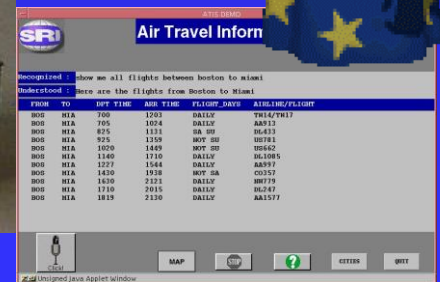 ATIS DEMO
SRI
Air Travel Inform
Recognized : show me all flights between boston to miami
Understood : Here are the flights from Boston to Miami
FROM TO DPT TIME ARR TIME FLIGHT_DAYS AIRLINE/FLIGHT
BOS MIA 700 1203 DAILY TW14/TW17
BOS MIA 705 1024 DAILY AA913
BOS MIA 825 1131 SA SU DL433
BOS MIA 925 1359 NOT SU US781
BOS MIA 1020 1449 NOT SU US662
BOS MIA 1140 1710 DAILY DL1085
BOS MIA 1227 1544 DAILY AA997
BOS MIA 1430 1938 NOT SA CO357
BOS MIA 1630 2121 DAILY NW779
BOS MIA 1710 2015 DAILY DL247
BOS MIA 1819 2130 DAILY AA1577
Click! MAP STOP ? CITIES QUIT
Unsigned Java Applet Window